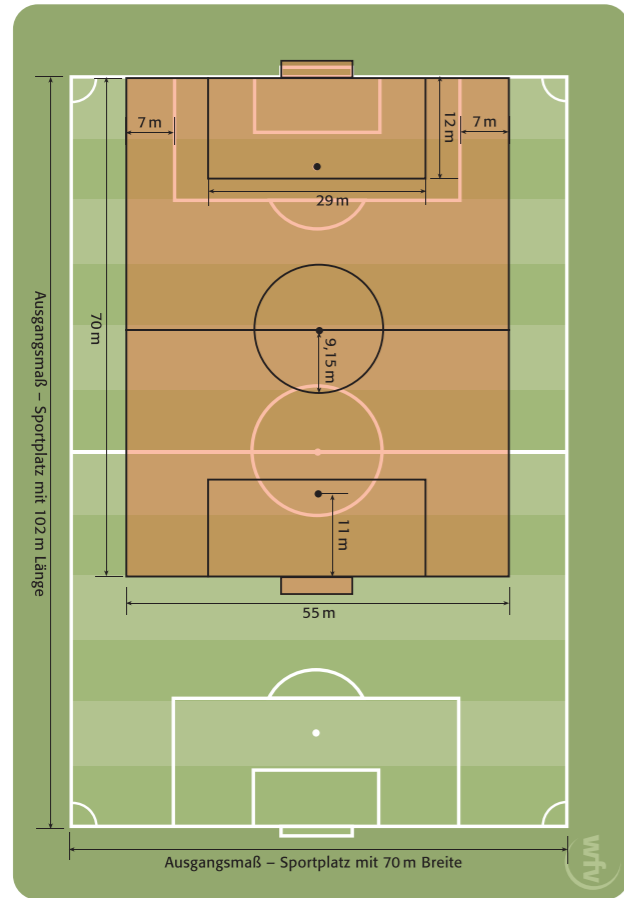 7 m
12 m
7 m
29 m
70 m
9,15 m
Ausgangsmaß – Sportplatz mit 102 m Länge
11 m
55 m
Ausgangsmaß – Sportplatz mit 70 m Breite
wfv